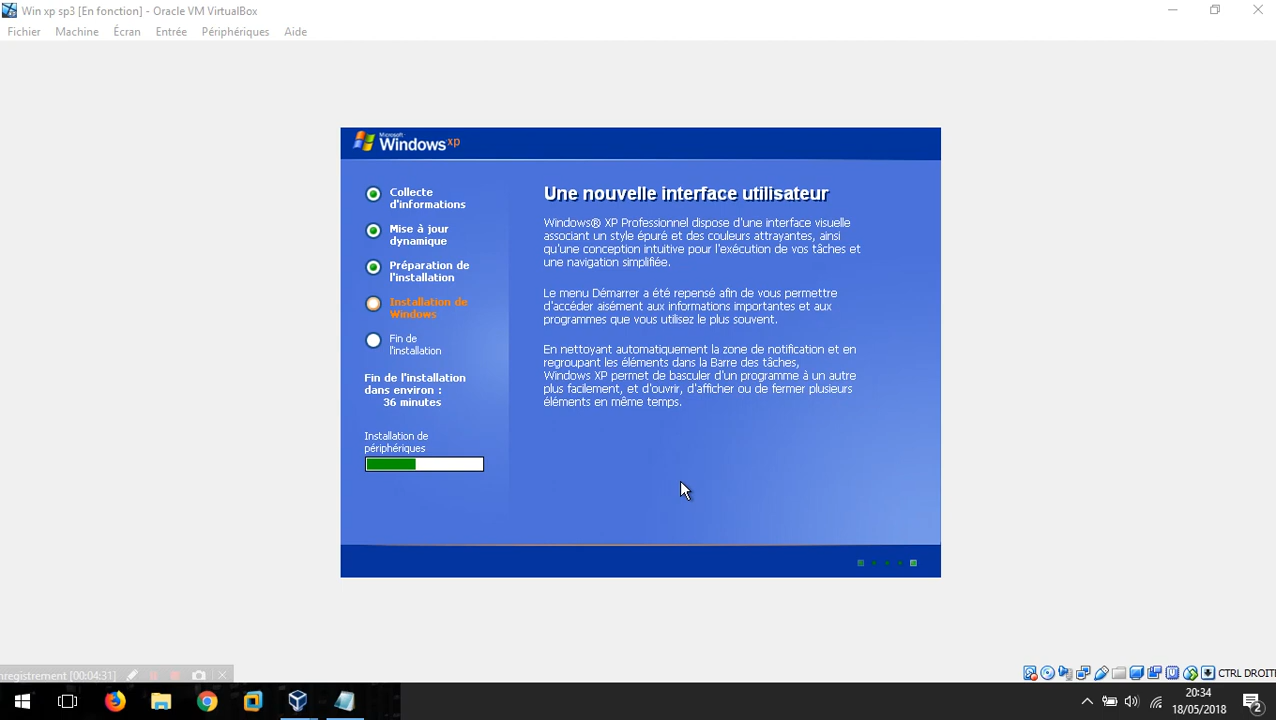 Win xp sp3 [En fonction] - Oracle VM VirtualBox
Fichier Machine Écran Entrée Périphériques Aide
Microsoft
Windows xp
Collecte
d'informations
Mise à jour
dynamique
Préparation de
l'installation
Installation de
Windows
Fin de
l'installation
Fin de l'installation
dans environ :
36 minutes
Installation de
périphériques
Une nouvelle interface utilisateur
Windows® XP Professionnel dispose d'une interface visuelle
associant un style épuré et des couleurs attrayantes, ainsi
qu'une conception intuitive pour l'exécution de vos tâches et
une navigation simplifiée.
Le menu Démarrer a été repensé afin de vous permettre
d'accéder aisément aux informations importantes et aux
programmes que vous utilisez le plus souvent.
En nettoyant automatiquement la zone de notification et en
regroupant les éléments dans la Barre des tâches,
Windows XP permet de basculer d'un programme à un autre
plus facilement, et d'ouvrir, d'afficher ou de fermer plusieurs
éléments en même temps.
nregistrement [00:04:31]
CTRL DROITE
20:34
18/05/2018
2